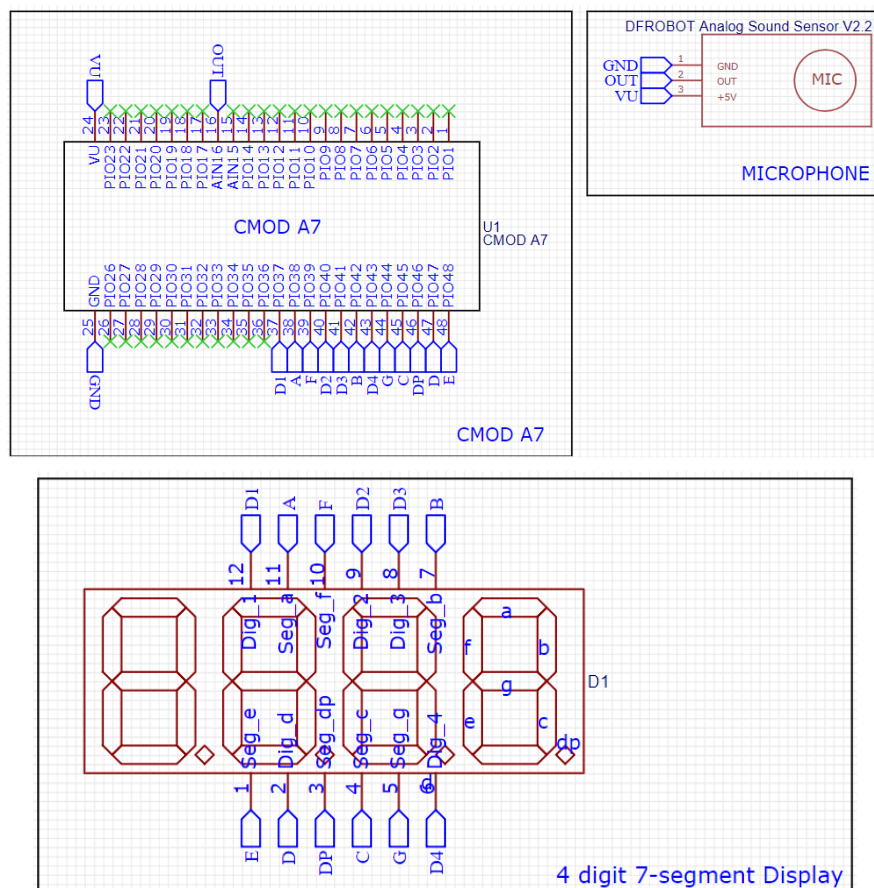 VU
OUT
24 23 22 21 20 19 18 17 16 15 14 13 12 11 10 9 8 7 6 5 4 3 2 1
VU PIO23 PIO22 PIO21 PIO20 PIO19 PIO18 PIO17 AIN16 AIN15 PIO14 PIO13 PIO12 PIO11 PIO10 PIO9 PIO8 PIO7 PIO6 PIO5 PIO4 PIO3 PIO2 PIO1
CMOD A7
U1
CMOD A7
GND PIO26 PIO27 PIO28 PIO29 PIO30 PIO31 PIO32 PIO33 PIO34 PIO35 PIO36 PIO37 PIO38 PIO39 PIO40 PIO41 PIO42 PIO43 PIO44 PIO45 PIO46 PIO47 PIO48
25 26 27 28 29 30 31 32 33 34 35 36 37 38 39 40 41 42 43 44 45 46 47 48
GND D1 A F D2 D3 B D4 G C DP D E
CMOD A7
DFROBOT Analog Sound Sensor V2.2
GND 1 GND
OUT 2 OUT
VU 3 +5V
MIC
MICROPHONE
D1 A F D2 D3 B
12 11 10 9 8 7
Dig_1 Seg_a Seg_f Dig_2 Dig_3 Seg_b
a
f b
g
e c
dp
d
D1
Seg_e Dig_d Seg_dp Seg_c Seg_g Dig_4
1 2 3 4 5 6
E D DP C G D4
4 digit 7-segment Display